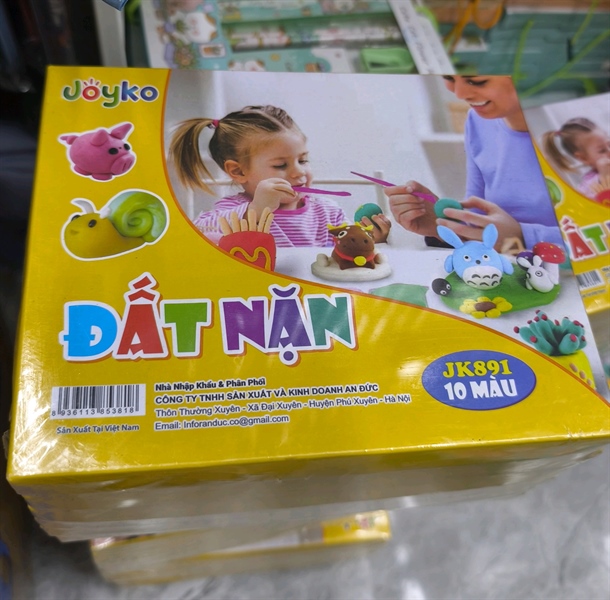 Joyko
ĐẤT NẶN
JK891
10 MÀU
8936113853618
Sản Xuất Tại Việt Nam
Nhà Nhập Khẩu & Phân Phối
CÔNG TY TNHH SẢN XUẤT VÀ KINH DOANH AN ĐỨC
Thôn Thường Xuyên - Xã Đại Xuyên - Huyện Phú Xuyên - Hà Nội
Email: Inforanduc.co@gmail.com